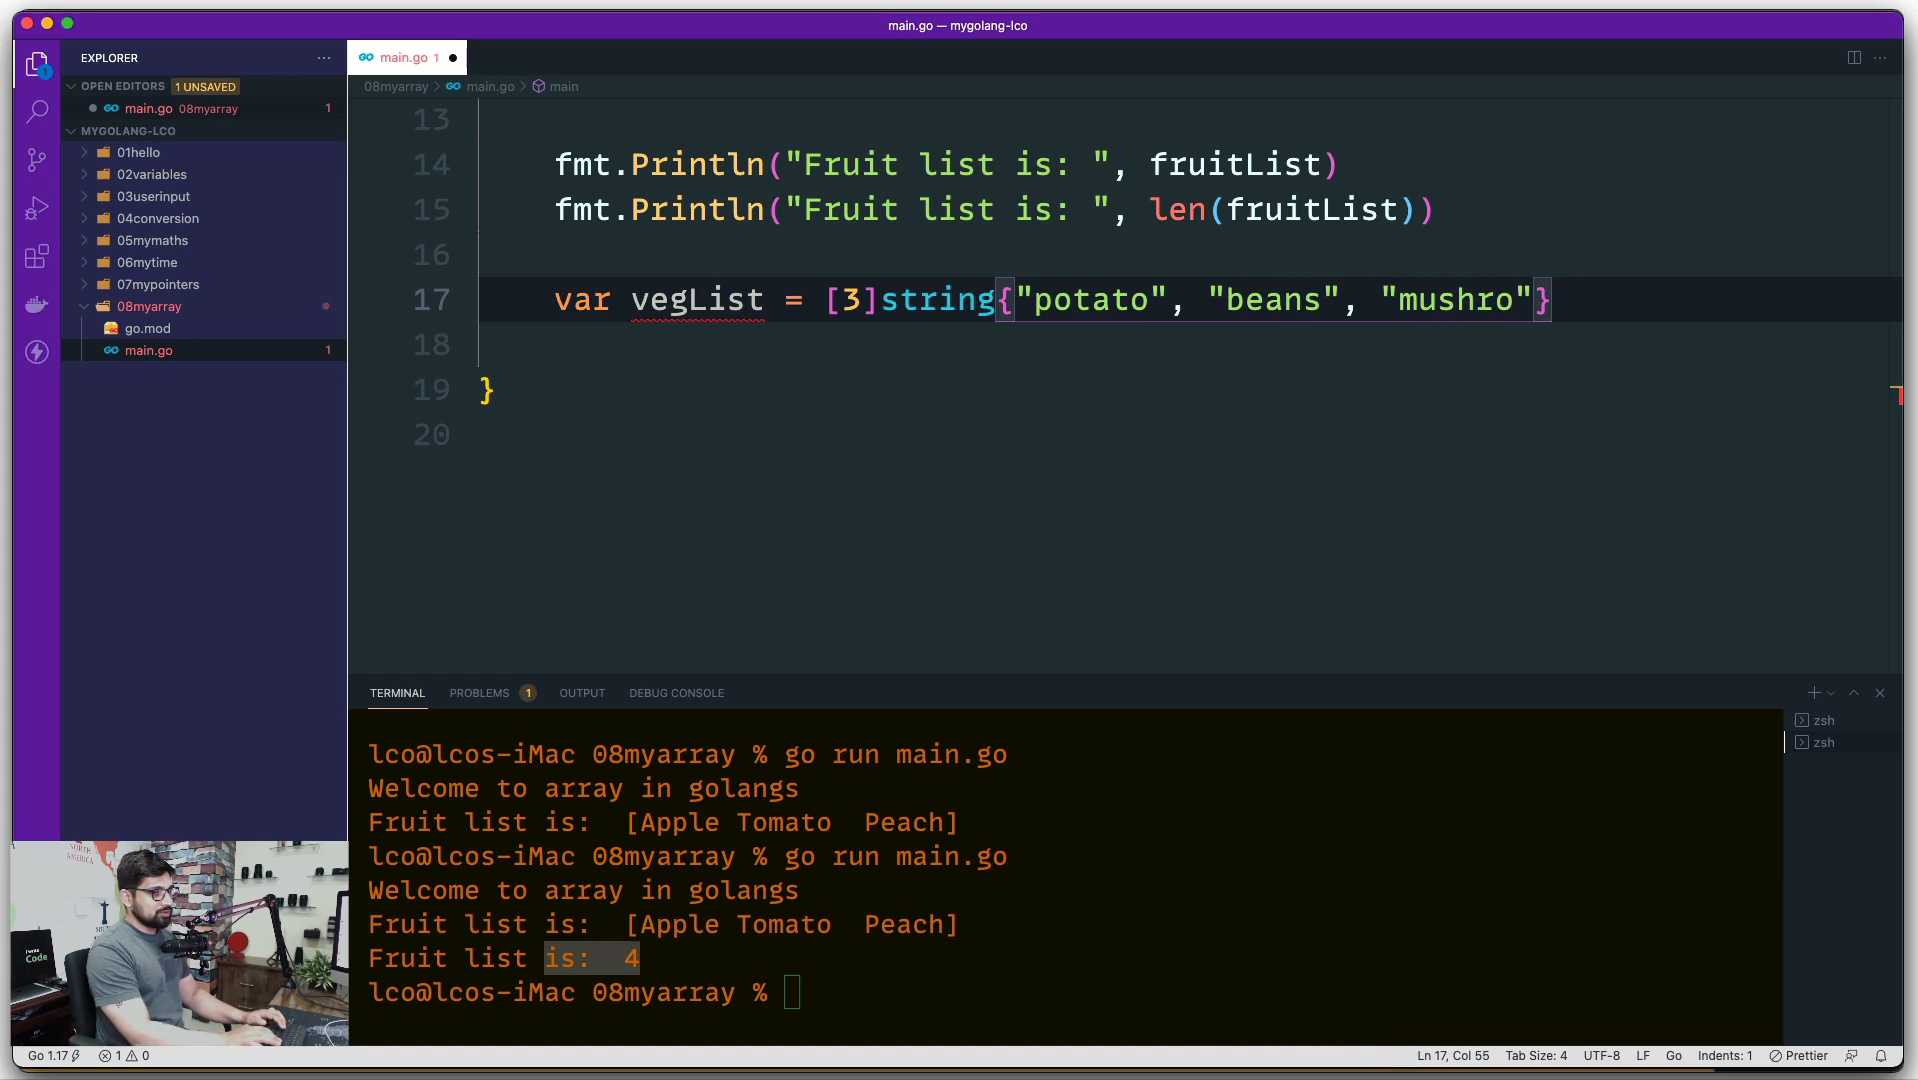 main.go — mygolang-lco
EXPLORER
OPEN EDITORS 1 UNSAVED
main.go 08myarray 1
MYGOLANG-LCO
01hello
02variables
03userinput
04conversion
05mymaths
06mytime
07mypointers
08myarray
go.mod
main.go 1
1
main.go 1
08myarray > main.go > main
13
14 fmt.Println("Fruit list is: ", fruitList)
15 fmt.Println("Fruit list is: ", len(fruitList))
16
17 var vegList = [3]string{"potato", "beans", "mushro"}
18
19 }
20
TERMINAL PROBLEMS 1 OUTPUT DEBUG CONSOLE
zsh
zsh
lco@lcos-iMac 08myarray % go run main.go
Welcome to array in golangs
Fruit list is:  [Apple Tomato  Peach]
lco@lcos-iMac 08myarray % go run main.go
Welcome to array in golangs
Fruit list is:  [Apple Tomato  Peach]
Fruit list is:  4
lco@lcos-iMac 08myarray %
NORTH
AMERICA
I write
Code
Go 1.17 1 0 Ln 17, Col 55 Tab Size: 4 UTF-8 LF Go Indents: 1 Prettier